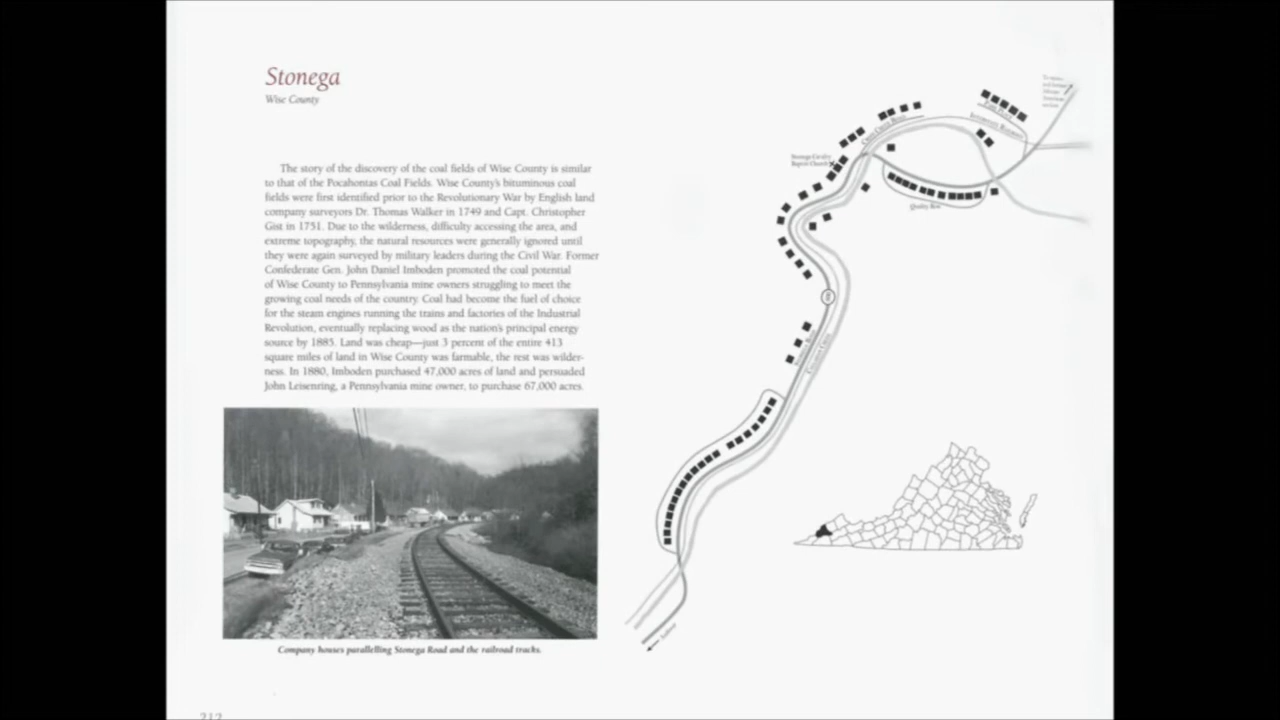 Stonega
Wise County
The story of the discovery of the coal fields of Wise County is similar
to that of the Pocahontas Coal Fields. Wise County's bituminous coal
fields were first identified prior to the Revolutionary War by English land
company surveyors Dr. Thomas Walker in 1749 and Capt. Christopher
Gist in 1751. Due to the wilderness, difficulty accessing the area, and
extreme topography, the natural resources were generally ignored until
they were again surveyed by military leaders during the Civil War. Former
Confederate Gen. John Daniel Imboden promoted the coal potential
of Wise County to Pennsylvania mine owners struggling to meet the
growing coal needs of the country. Coal had become the fuel of choice
for the steam engines running the trains and factories of the Industrial
Revolution, eventually replacing wood as the nation's principal energy
source by 1885. Land was cheap—just 3 percent of the entire 413
square miles of land in Wise County was farmable, the rest was wilder-
ness. In 1880, Imboden purchased 47,000 acres of land and persuaded
John Leisenring, a Pennsylvania mine owner, to purchase 67,000 acres.
Company houses parallelling Stonega Road and the railroad tracks.
212
Stonega
Baptist Church
Quality Row